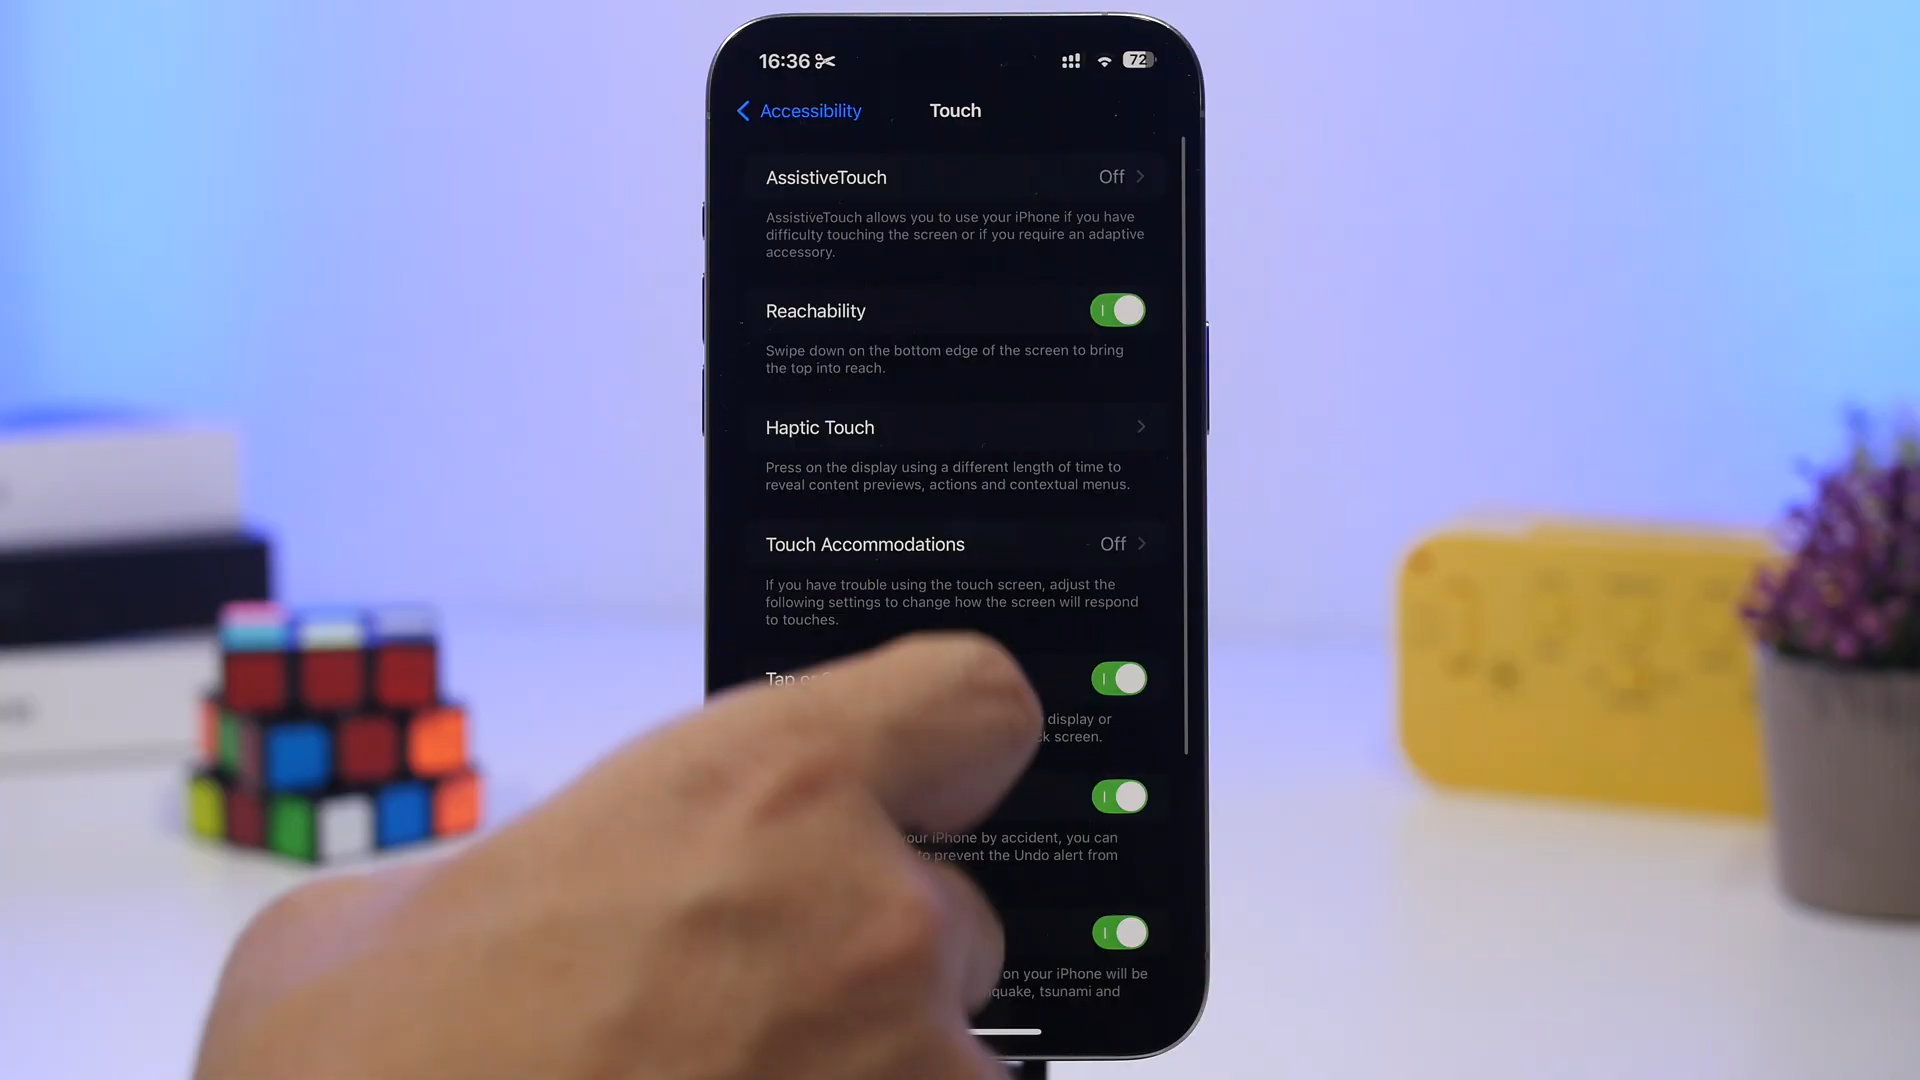 16:36
72
Accessibility
Touch
AssistiveTouch
Off
AssistiveTouch allows you to use your iPhone if you have
difficulty touching the screen or if you require an adaptive
accessory.
Reachability
Swipe down on the bottom edge of the screen to bring
the top into reach.
Haptic Touch
Press on the display using a different length of time to
reveal content previews, actions and contextual menus.
Touch Accommodations
Off
If you have trouble using the touch screen, adjust the
following settings to change how the screen will respond
to touches.
Tap or
display or
screen.
your iPhone by accident, you can
to prevent the Undo alert from
on your iPhone will be
tsunami and